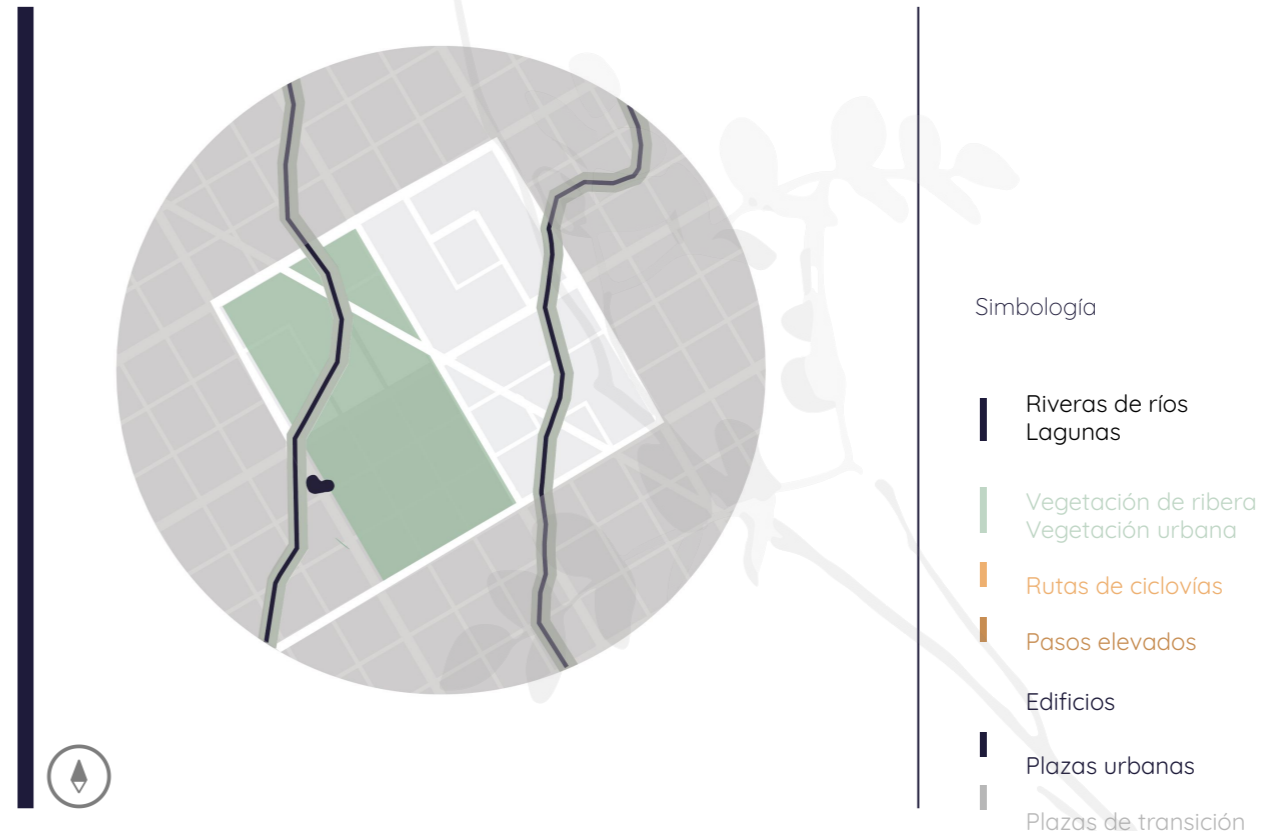 Simbología
Riveras de ríos
Lagunas
Vegetación de ribera
Vegetación urbana
Rutas de ciclovías
Pasos elevados
Edificios
Plazas urbanas
Plazas de transición